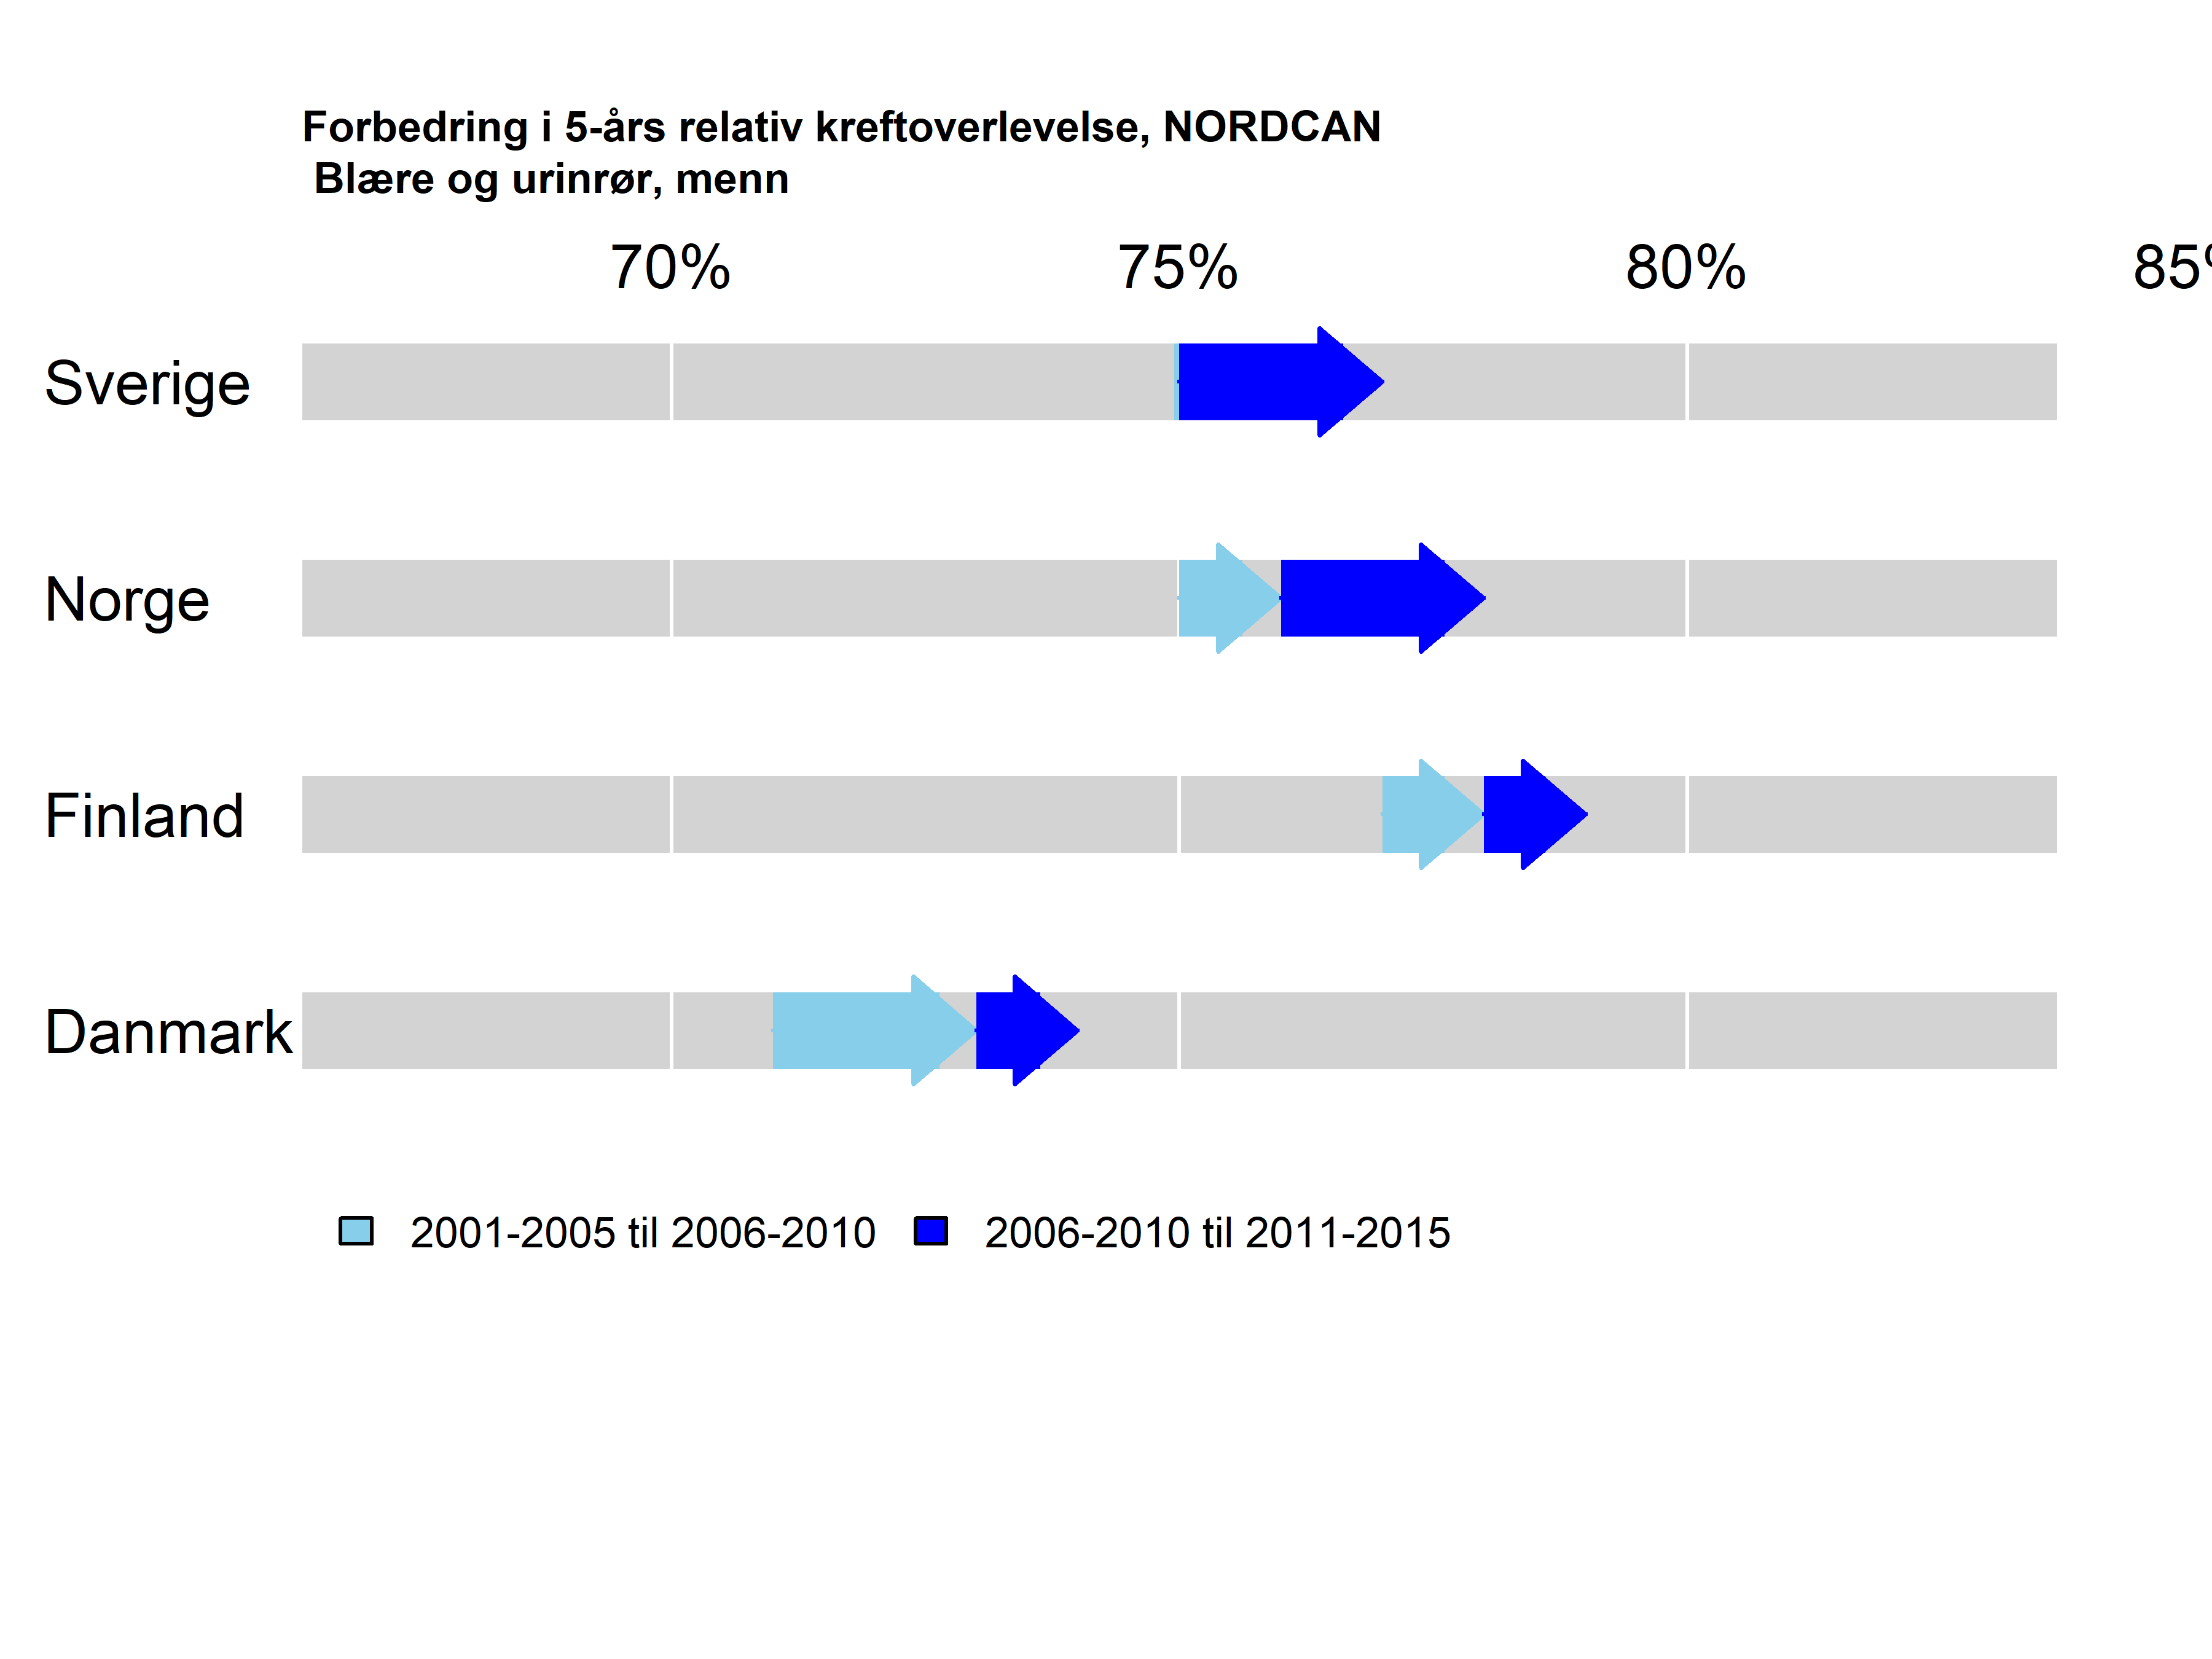 Forbedring i 5-års relativ kreftoverlevelse, NORDCAN
Blære og urinrør, menn
70% 75% 80% 85%
Sverige
Norge
Finland
Danmark
2001-2005 til 2006-2010 2006-2010 til 2011-2015